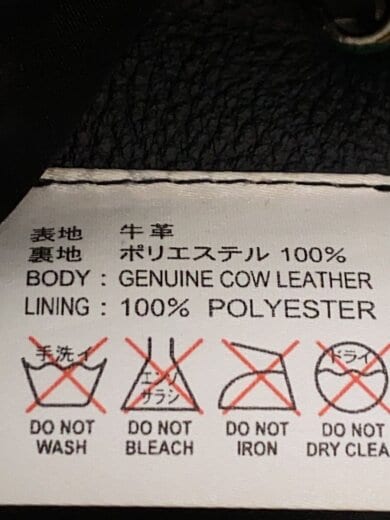 表地 牛革
裏地 ポリエステル 100%
BODY : GENUINE COW LEATHER
LINING : 100% POLYESTER
手洗イ
エンソ
サラシ
ドライ
DO NOT
WASH
DO NOT
BLEACH
DO NOT
IRON
DO NOT
DRY CLEA